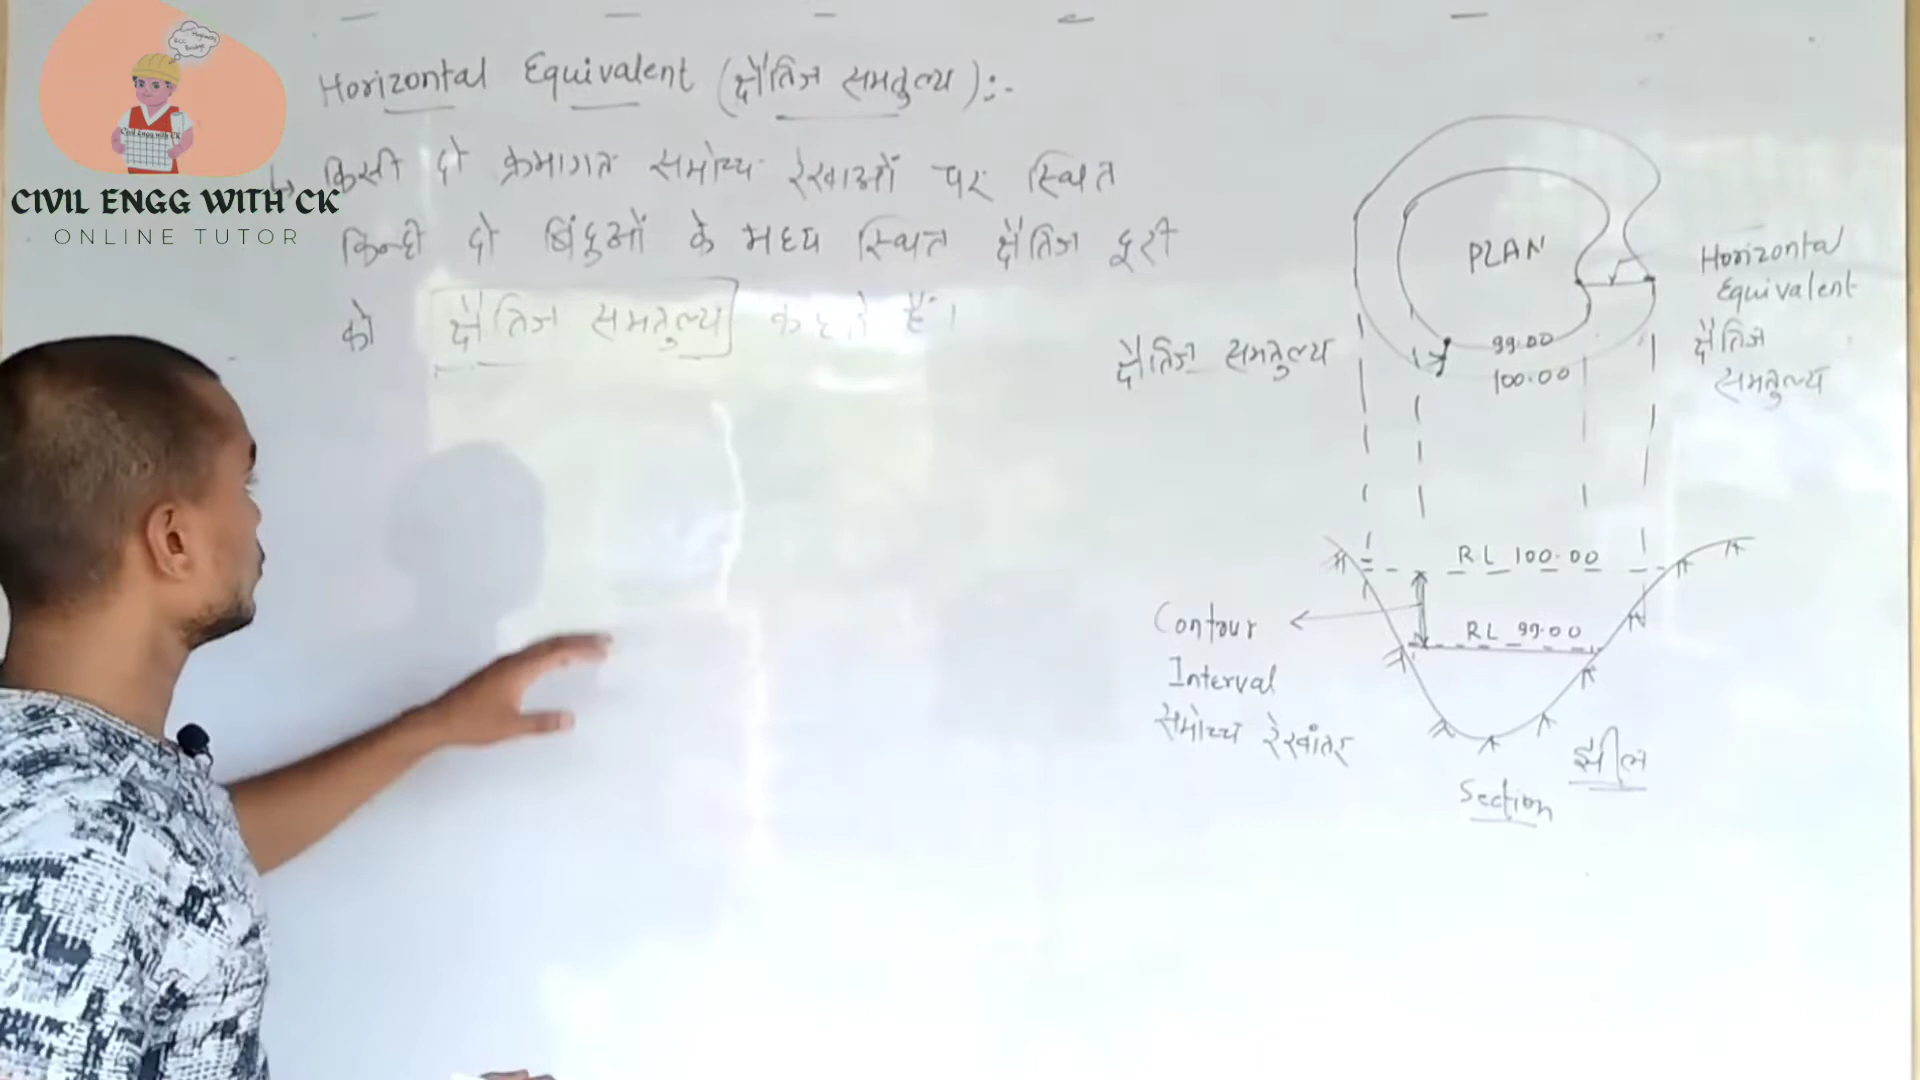 Horizontal Equivalent (क्षैतिज समतुल्य):-
↳ किसी दो क्रमागत समोच्य रेखाओं पर स्थित
किन्ही दो बिंदुओं के मध्य स्थित क्षैतिज दूरी
को क्षैतिज समतुल्य कहते हैं।
CIVIL ENGG WITH CK
ONLINE TUTOR
PLAN
Horizontal
Equivalent
क्षैतिज
समतुल्य
क्षैतिज समतुल्य
99.00
100.00
RL 100.00
RL 99.00
Contour
Interval
समोच्य रेखांतर
झील
Section